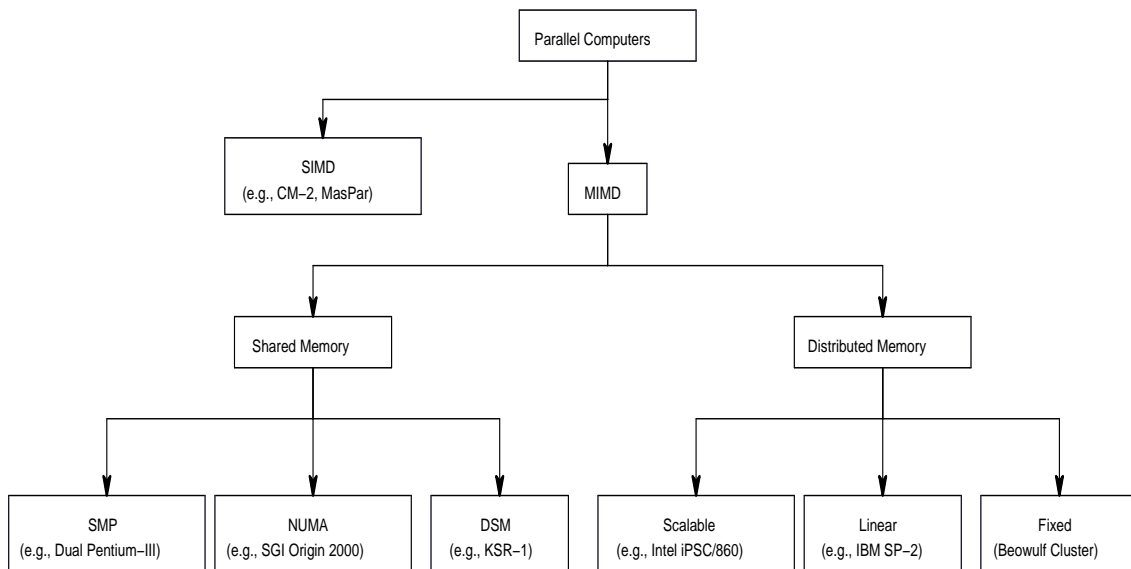 Parallel Computers
SIMD
(e.g., CM−2, MasPar)
MIMD
Shared Memory
Distributed Memory
SMP
(e.g., Dual Pentium−III)
NUMA
(e.g., SGI Origin 2000)
DSM
(e.g., KSR−1)
Scalable
(e.g., Intel iPSC/860)
Linear
(e.g., IBM SP−2)
Fixed
(Beowulf Cluster)